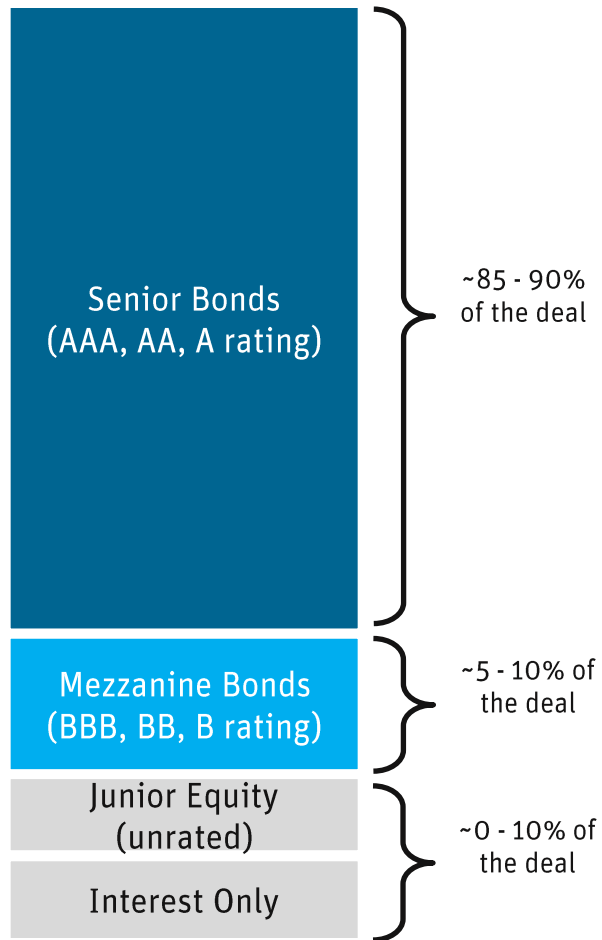 Senior Bonds
(AAA, AA, A rating)
~85 - 90%
of the deal
Mezzanine Bonds
(BBB, BB, B rating)
~5 - 10% of
the deal
Junior Equity
(unrated)
Interest Only
~0 - 10% of
the deal